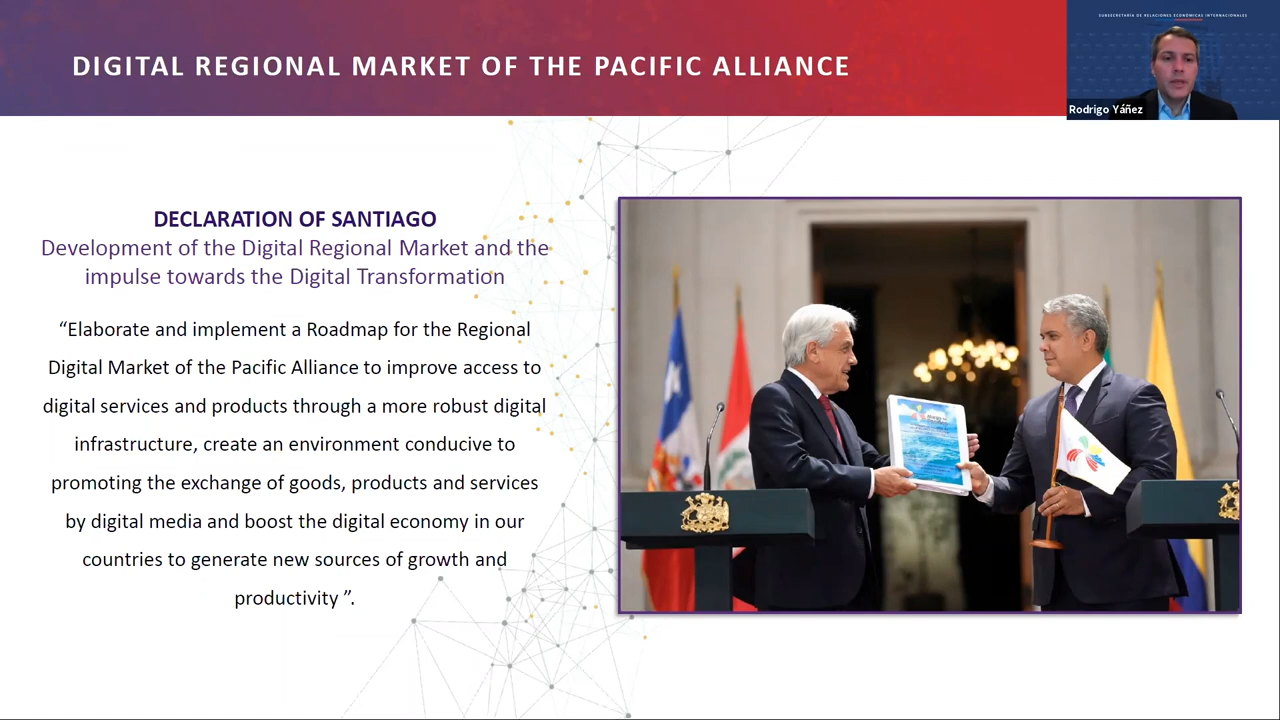 DIGITAL REGIONAL MARKET OF THE PACIFIC ALLIANCE
SUBSECRETARÍA DE RELACIONES ECONÓMICAS INTERNACIONALES
Rodrigo Yáñez
DECLARATION OF SANTIAGO
Development of the Digital Regional Market and the
impulse towards the Digital Transformation
“Elaborate and implement a Roadmap for the Regional
Digital Market of the Pacific Alliance to improve access to
digital services and products through a more robust digital
infrastructure, create an environment conducive to
promoting the exchange of goods, products and services
by digital media and boost the digital economy in our
countries to generate new sources of growth and
productivity ”.